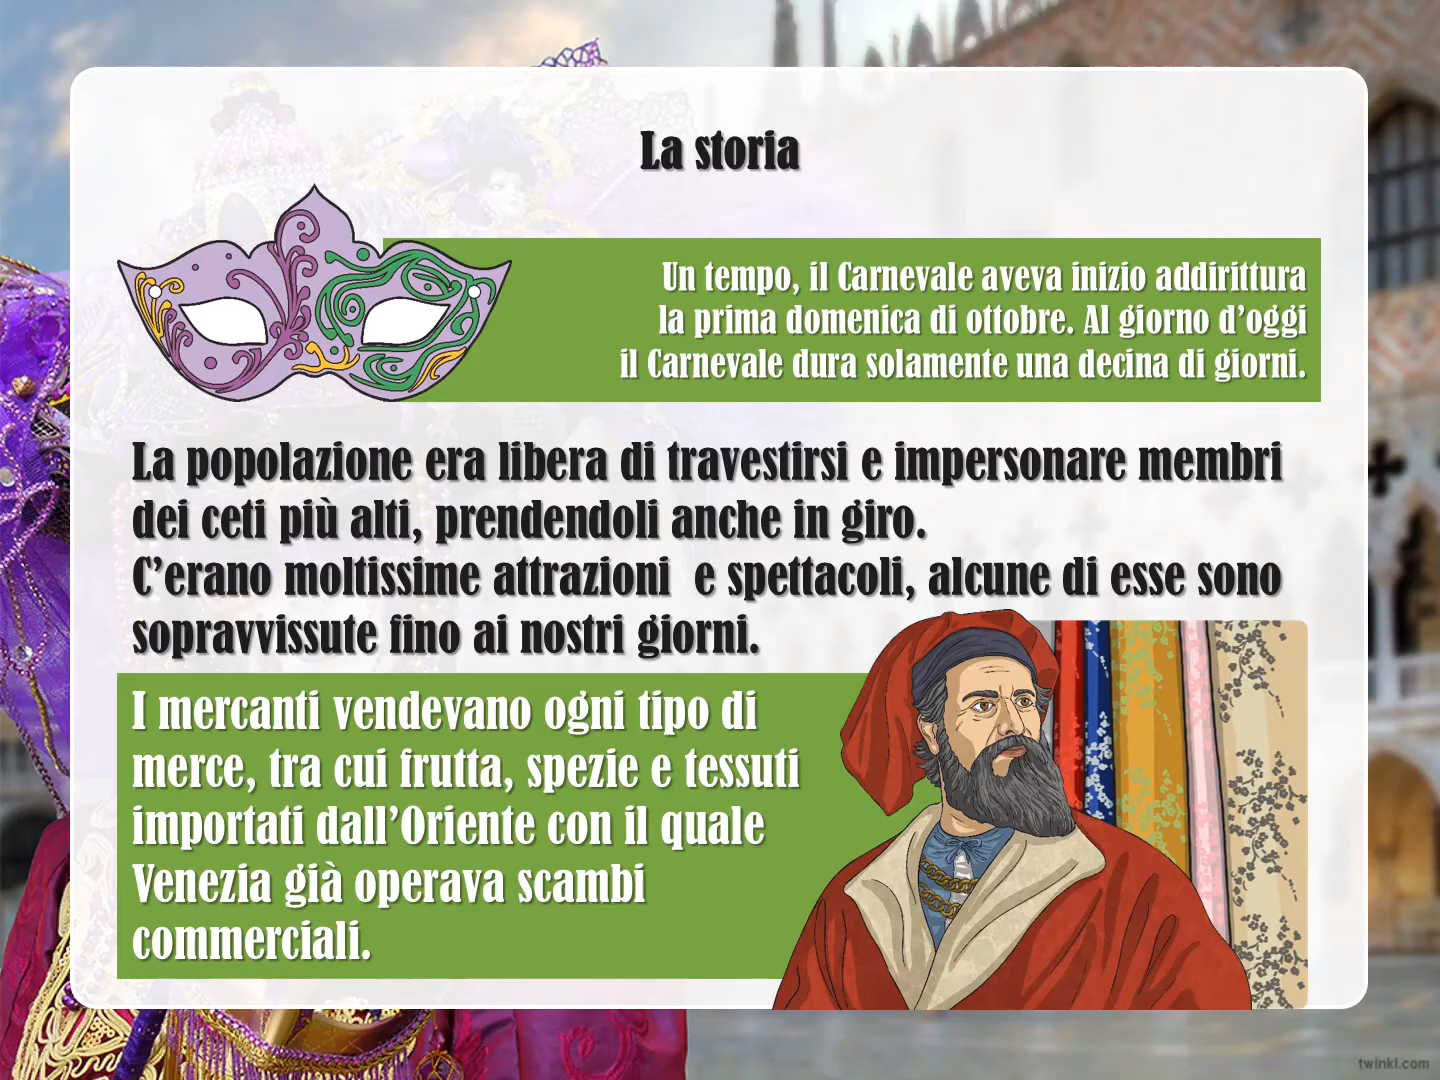 La storia
Un tempo, il Carnevale aveva inizio addirittura
la prima domenica di ottobre. Al giorno d’oggi
il Carnevale dura solamente una decina di giorni.
La popolazione era libera di travestirsi e impersonare membri
dei ceti più alti, prendendoli anche in giro.
C’erano moltissime attrazioni  e spettacoli, alcune di esse sono
sopravvissute fino ai nostri giorni.
I mercanti vendevano ogni tipo di
merce, tra cui frutta, spezie e tessuti
importati dall’Oriente con il quale
Venezia già operava scambi
commerciali.
twinkl.com